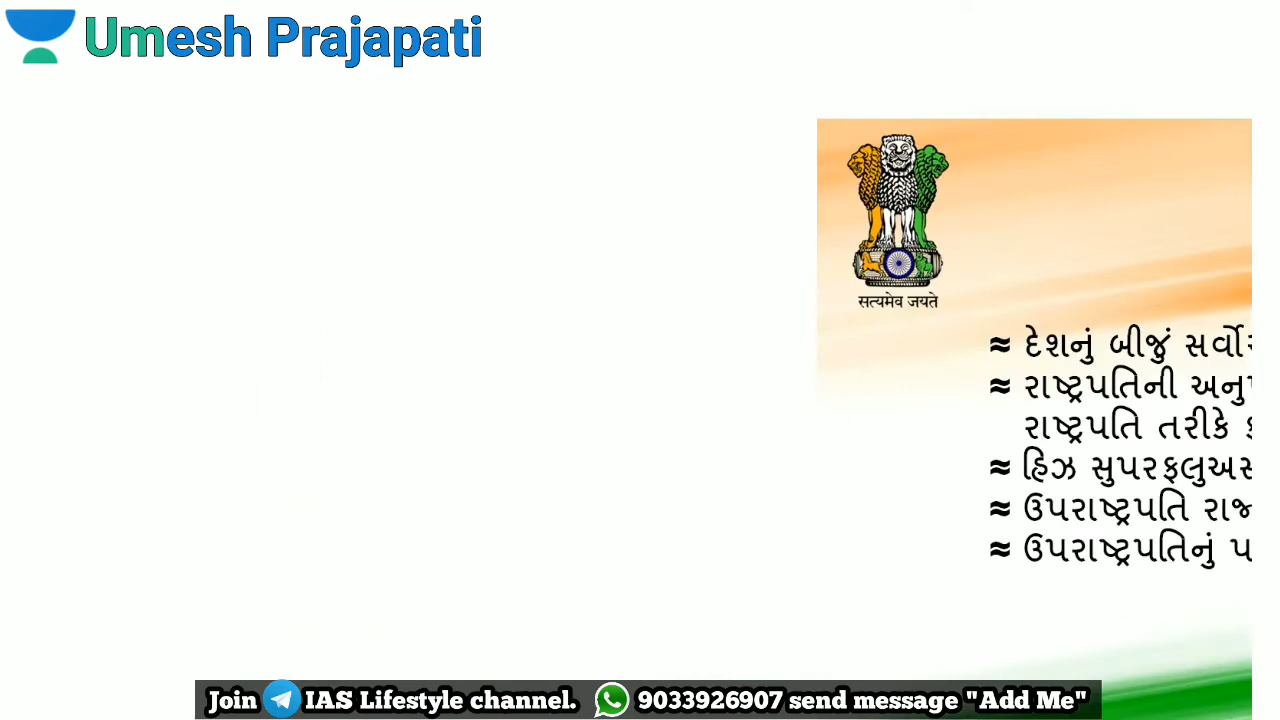 Umesh Prajapati
सत्यमेव जयते
≈ દેશનું બીજું
≈ રાષ્ટ્રપતિની
રાષ્ટ્રપતિ તરીકે
≈ હિઝ
≈ ઉપરાષ્ટ્રપતિ
≈ ઉપરાષ્ટ્રપતિનું
Join IAS Lifestyle channel. 9033926907 send message "Add Me"